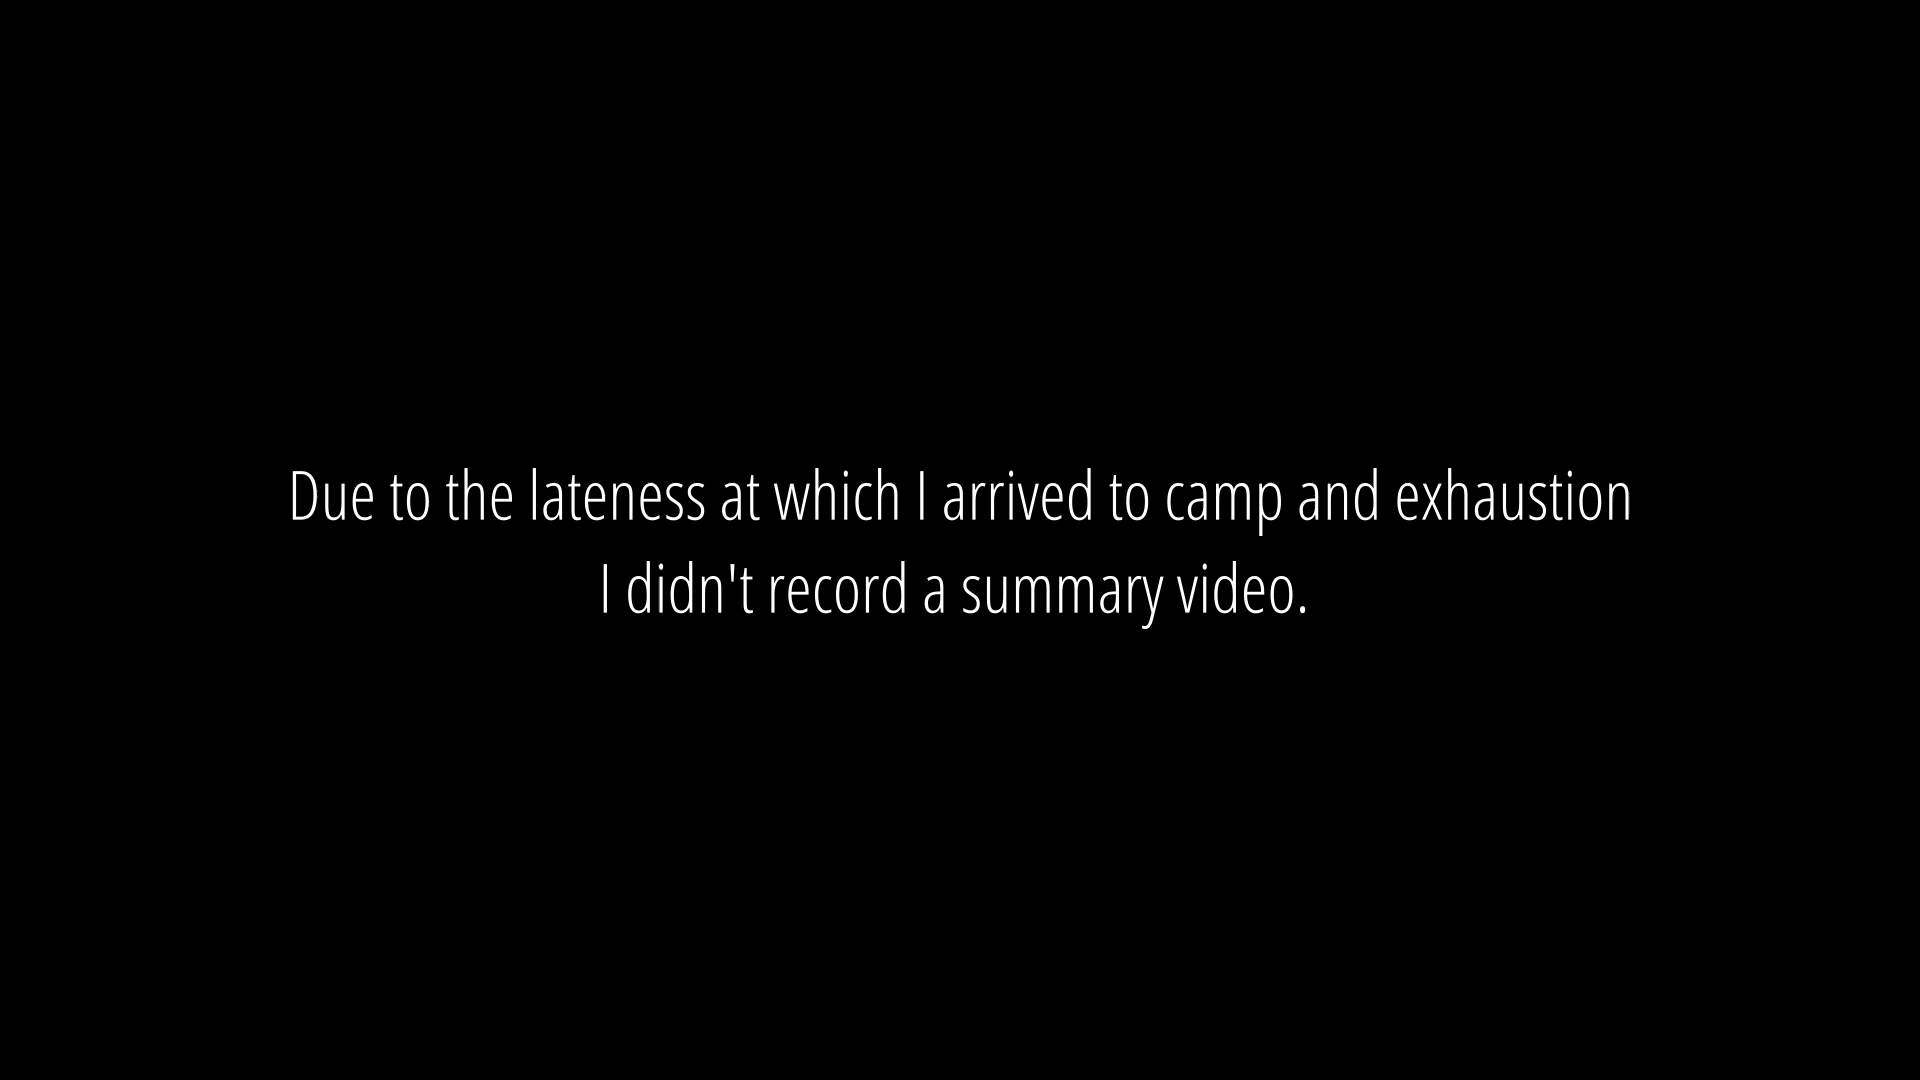 Due to the lateness at which I arrived to camp and exhaustion
I didn't record a summary video.